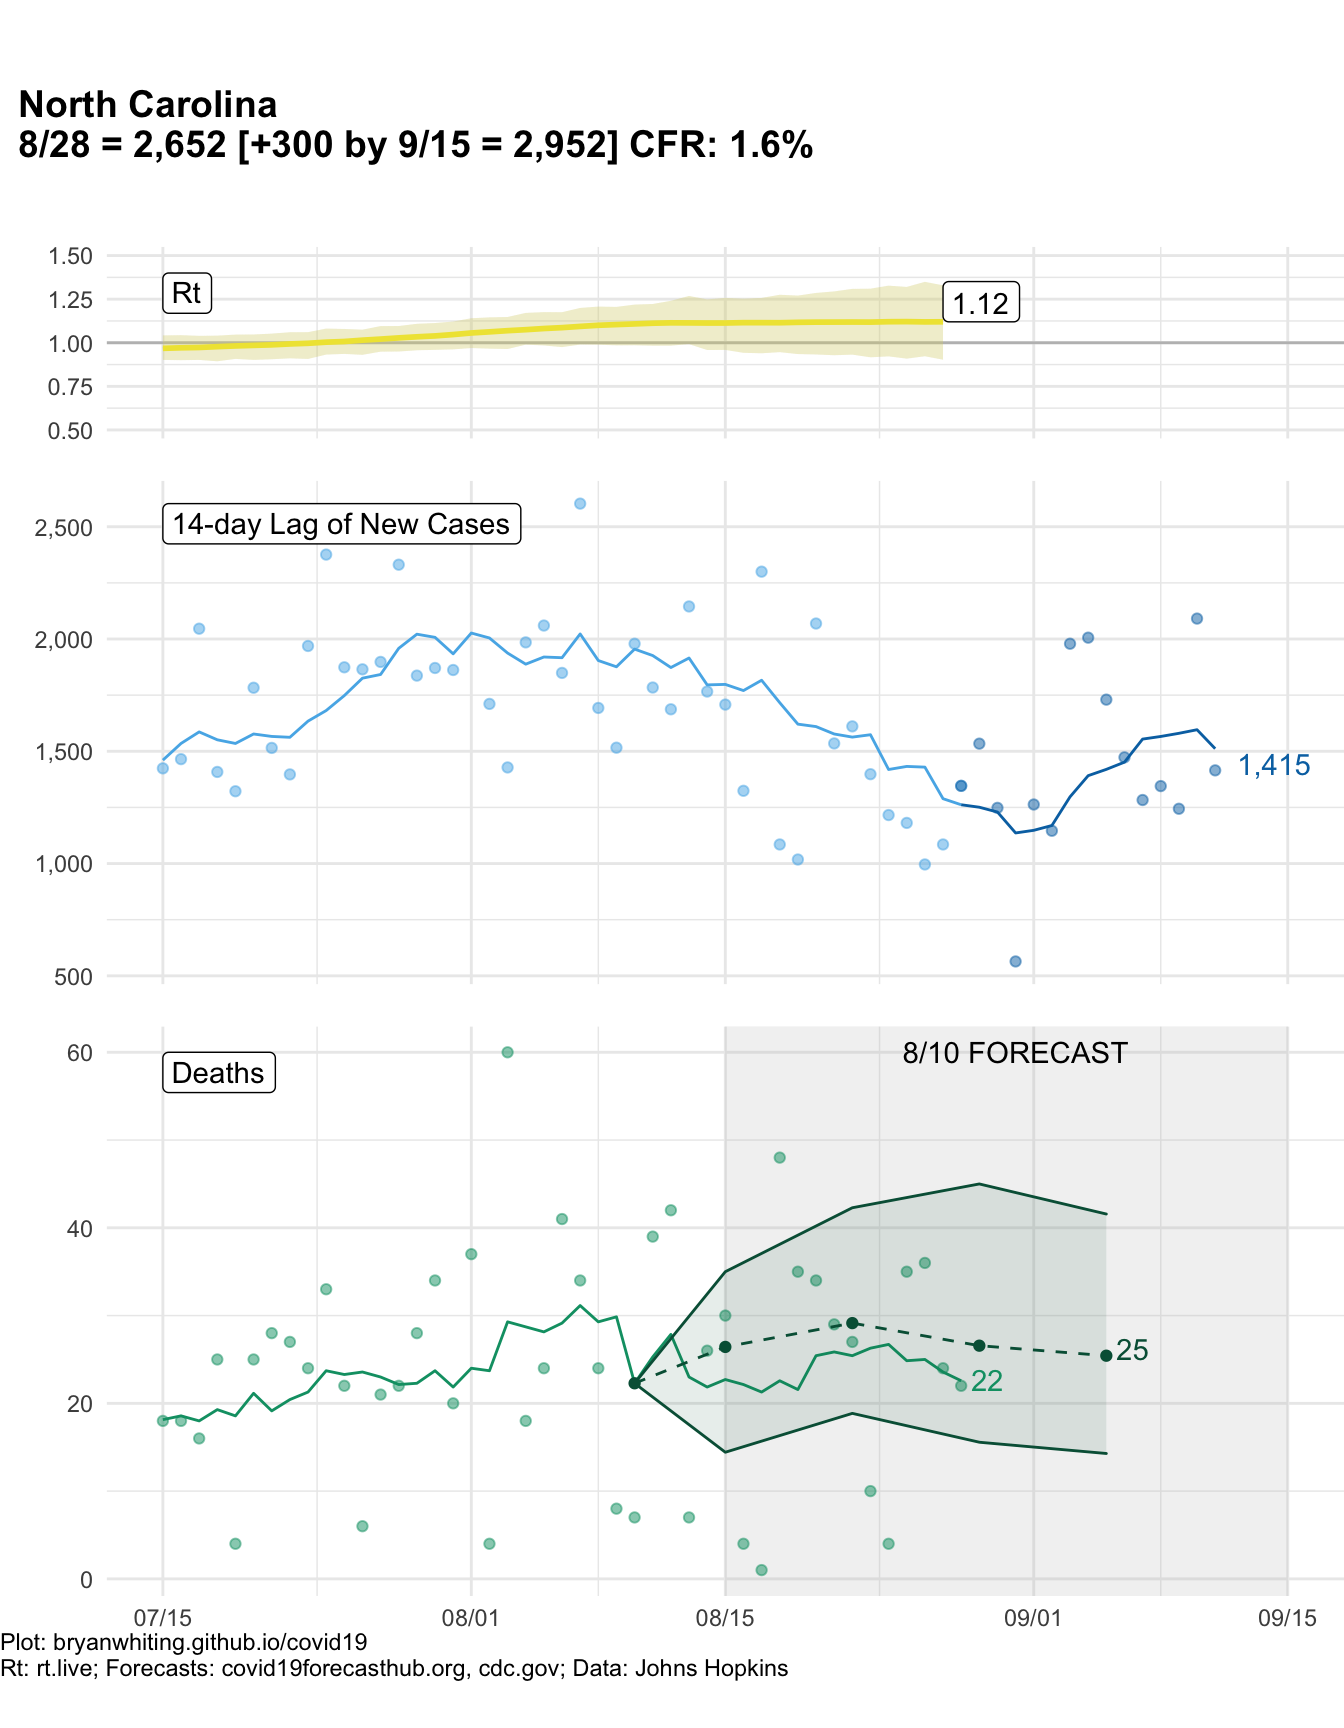 North Carolina
8/28 = 2,652 [+300 by 9/15 = 2,952] CFR: 1.6%
1.50
1.25
1.00
0.75
0.50
Rt
1.12
2,500
2,000
1,500
1,000
500
14-day Lag of New Cases
1,415
60
40
20
0
Deaths
8/10 FORECAST
25
22
07/15
08/01
08/15
09/01
09/15
Plot: bryanwhiting.github.io/covid19
Rt: rt.live; Forecasts: covid19forecasthub.org, cdc.gov; Data: Johns Hopkins